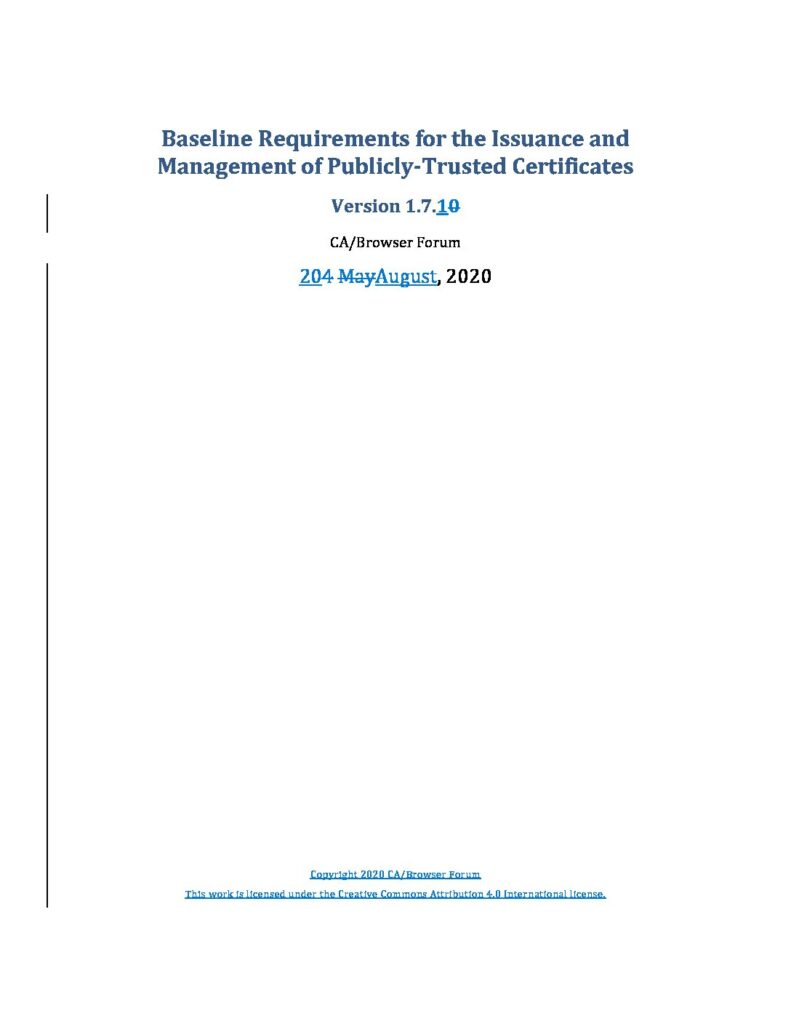 Baseline Requirements for the Issuance and
Management of Publicly-Trusted Certificates
Version 1.7.10
CA/Browser Forum
204 MayAugust, 2020
Copyright 2020 CA/Browser Forum
This work is licensed under the Creative Commons Attribution 4.0 International license.